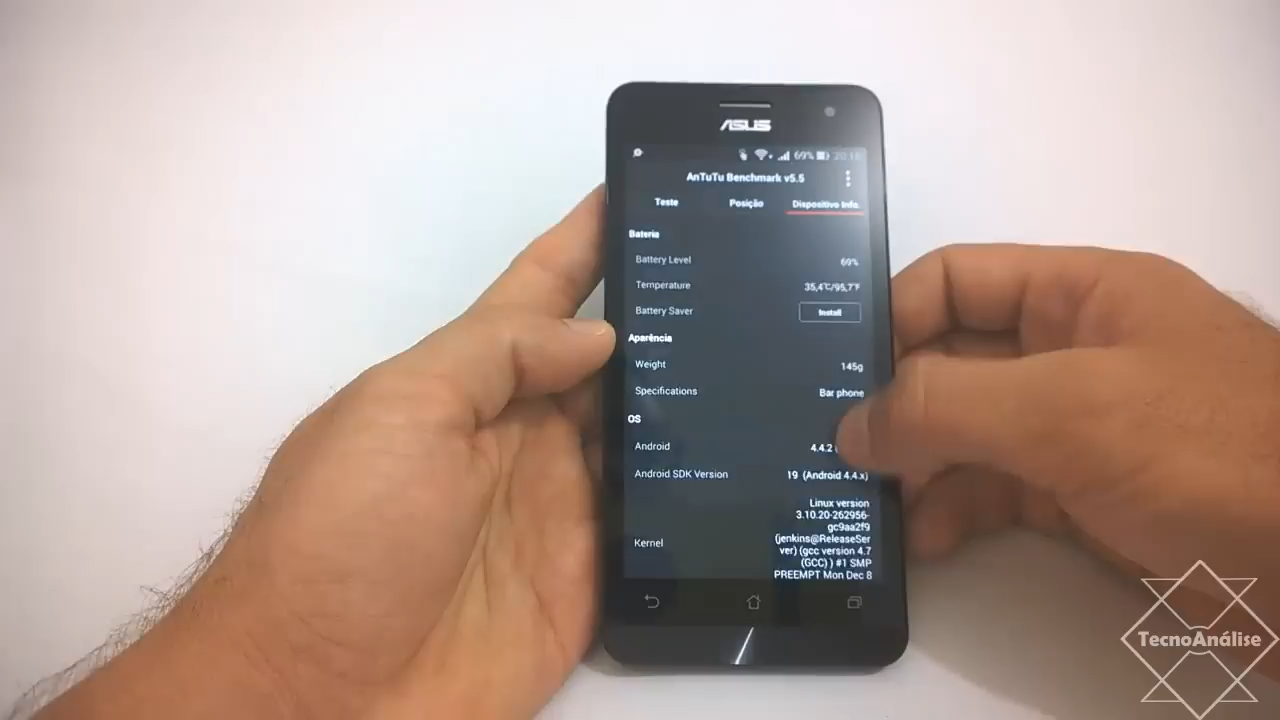 ASUS
69%
AnTuTu Benchmark v5.5
Teste Posição Dispositivo Info.
Bateria
Battery Level 69%
Temperature 35,4℃/95,7℉
Battery Saver Install
Aparência
Weight 145g
Specifications Bar phone
OS
Android 4.4.2
Android SDK Version 19 (Android 4.4.x)
Linux version
3.10.20-262956-
gc9aa2f9
(jenkins@ReleaseSer
Kernel ver) (gcc version 4.7
(GCC) ) #1 SMP
PREEMPT Mon Dec 8
TecnoAnálise